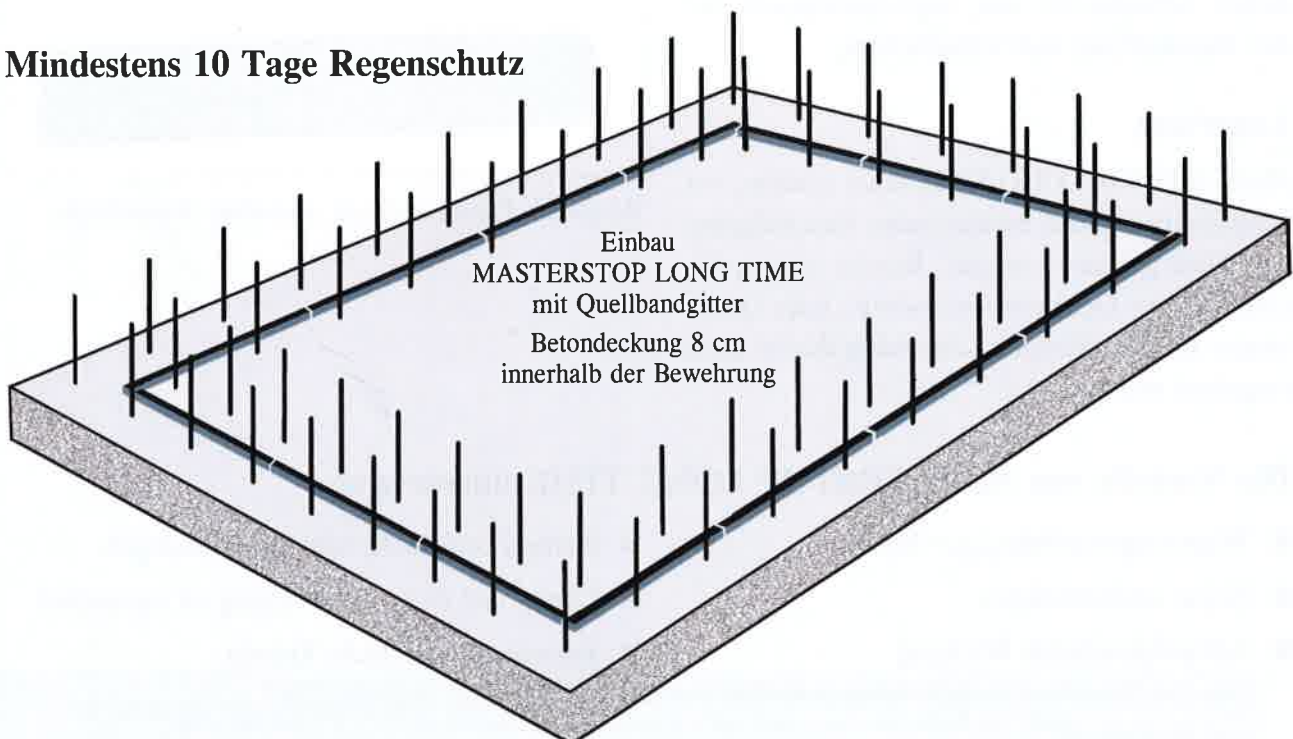 Mindestens 10 Tage Regenschutz
Einbau
MASTERSTOP LONG TIME
mit Quellbandgitter
Betondeckung 8 cm
innerhalb der Bewehrung